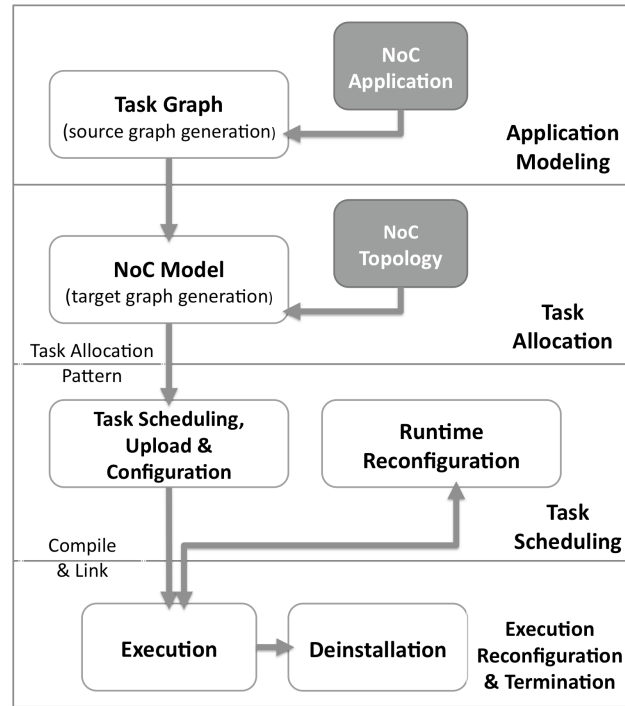 NoC
Application
Task Graph
(source graph generation)
Application
Modeling
NoC
Topology
NoC Model
(target graph generation)
Task
Allocation
Task Allocation
Pattern
Task Scheduling,
Upload &
Configuration
Runtime
Reconfiguration
Task
Scheduling
Compile
& Link
Execution
Deinstallation
Execution
Reconfiguration
& Termination